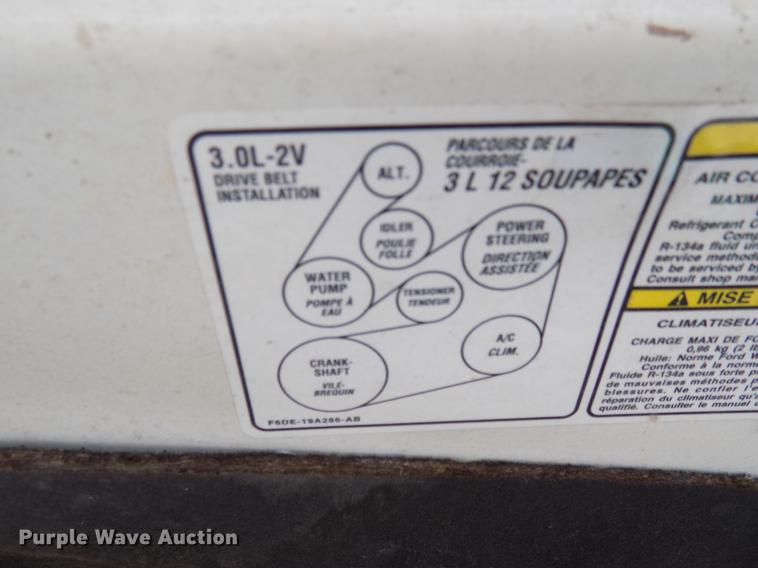 3.0L-2V
DRIVE BELT
INSTALLATION
PARCOURS DE LA
COURROIE-
3 L 12 SOUPAPES
ALT.
IDLER
POULIE
FOLLE
POWER
STEERING
DIRECTION
ASSISTÉE
WATER
PUMP
POMPE À
EAU
TENSIONER
TENDEUR
A/C
CLIM.
CRANK-
SHAFT
VILE-
BREQUIN
F6DE-19A286-AB
AIR CO
MAXIM
Refrigerant C
Comp
R-134a fluid un
service method
to be serviced by
Consult shop ma
MISE
CLIMATISEU
CHARGE MAXI DE FO
0,96 kg (2 lb
Huile: Norme Ford W
Conforme à la norm
Fluide R-134a sous forte p
de mauvaises méthodes p
blessures. Ne confier l'e
réparation du climatiseur qu'
qualifié. Consulter le manuel d
Purple Wave Auction